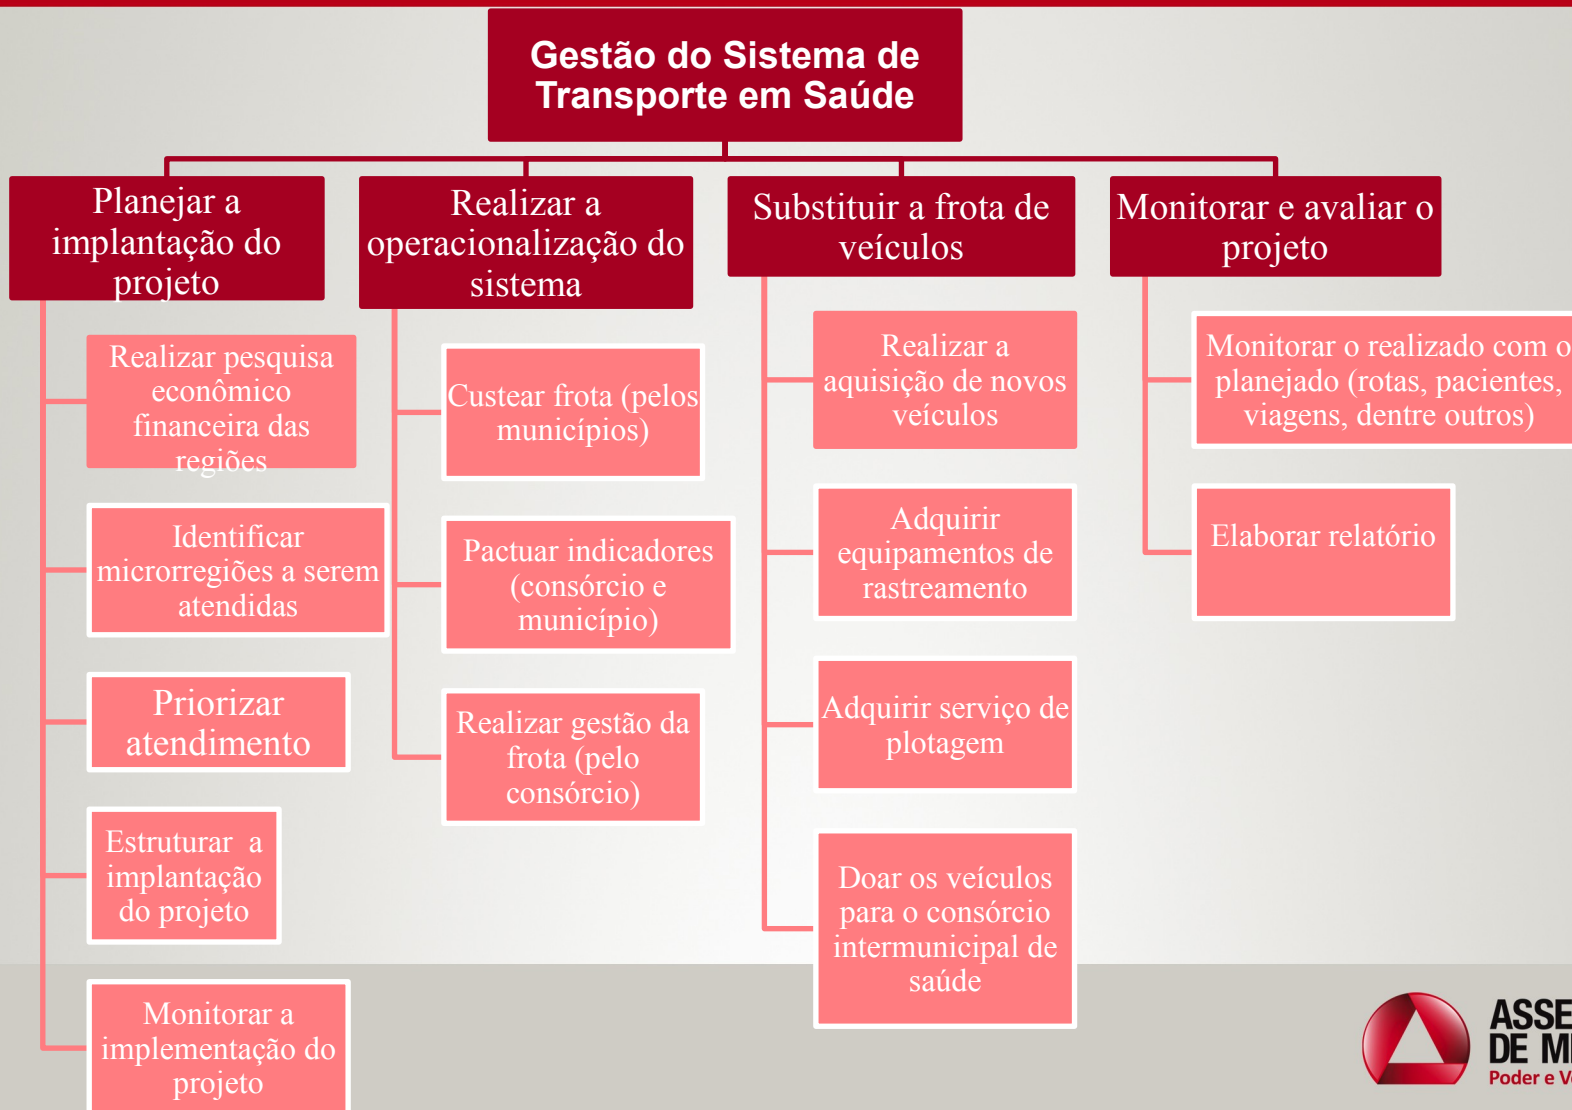 Gestão do Sistema de
Transporte em Saúde
Planejar a
implantação do
projeto
Realizar pesquisa
econômico
financeira das
regiões
Identificar
microrregiões a serem
atendidas
Priorizar
atendimento
Estruturar a
implantação
do projeto
Monitorar a
implementação do
projeto
Realizar a
operacionalização do
sistema
Custear frota (pelos
municípios)
Pactuar indicadores
(consórcio e
município)
Realizar gestão da
frota (pelo
consórcio)
Substituir a frota de
veículos
Realizar a
aquisição de novos
veículos
Adquirir
equipamentos de
rastreamento
Adquirir serviço de
plotagem
Doar os veículos
para o consórcio
intermunicipal de
saúde
Monitorar e avaliar o
projeto
Monitorar o realizado com o
planejado (rotas, pacientes,
viagens, dentre outros)
Elaborar relatório
ASSE
DE M
Poder e V